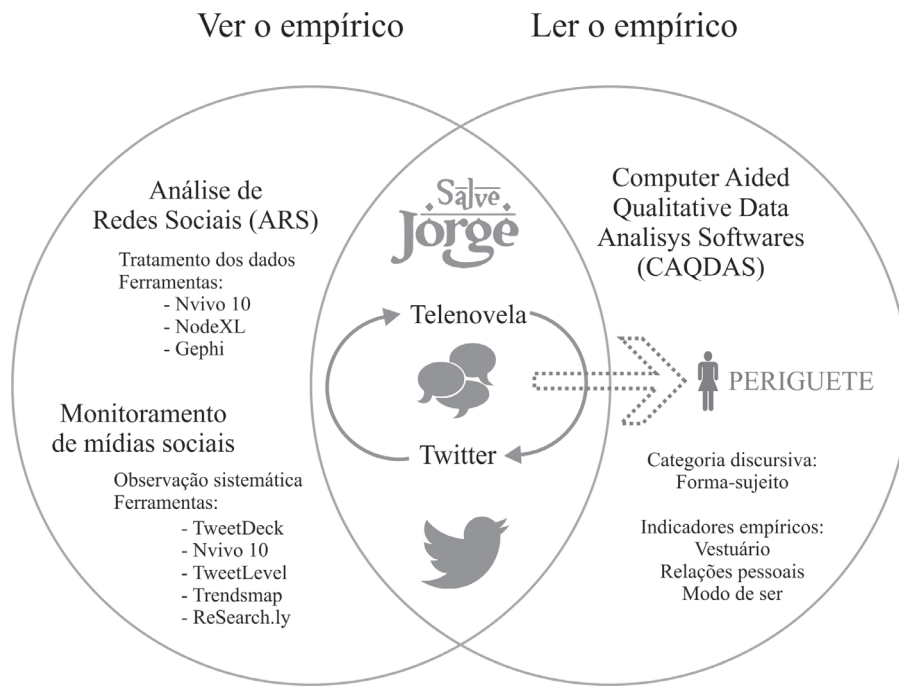 Ver o empírico
Ler o empírico
Análise de
Redes Sociais (ARS)
Tratamento dos dados
Ferramentas:
- Nvivo 10
- NodeXL
- Gephi
Monitoramento
de mídias sociais
Observação sistemática
Ferramentas:
- TweetDeck
- Nvivo 10
- TweetLevel
- Trendsmap
- ReSearch.ly
Salve
Jorge
Telenovela
Twitter
Computer Aided
Qualitative Data
Analisys Softwares
(CAQDAS)
PERIGUETE
Categoria discursiva:
Forma-sujeito
Indicadores empíricos:
Vestuário
Relações pessoais
Modo de ser